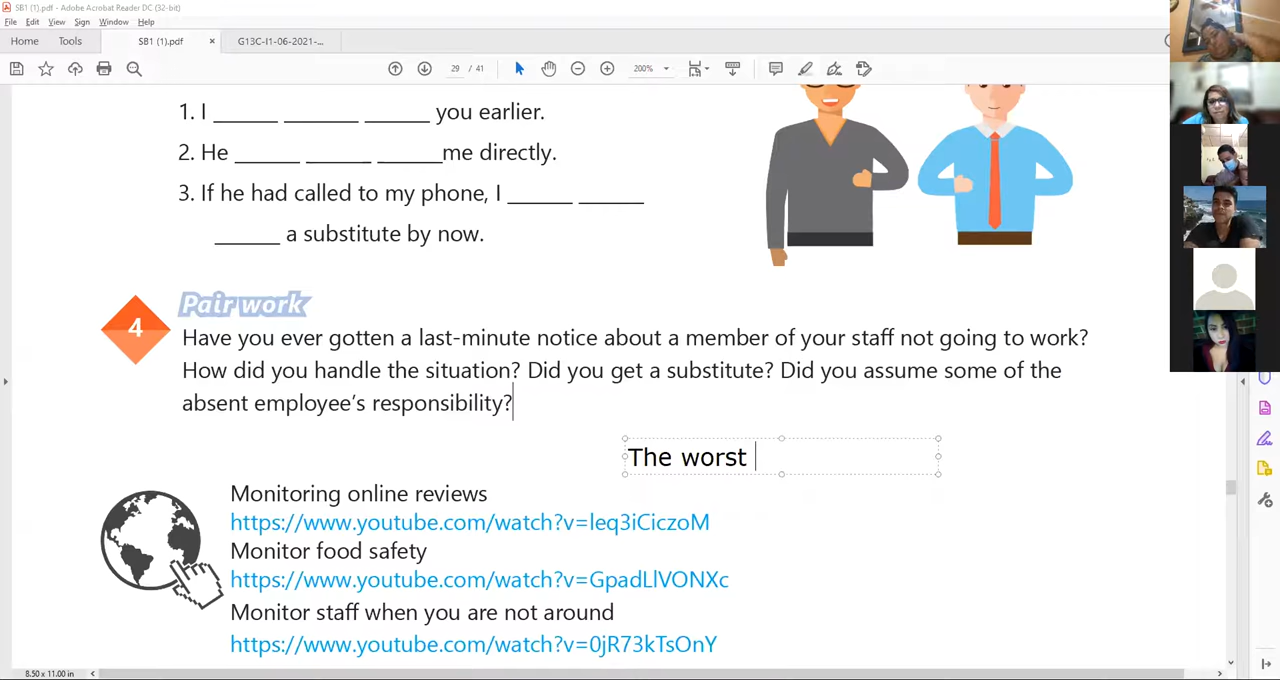 SB1 (1).pdf - Adobe Acrobat Reader DC (32-bit)
File Edit View Sign Window Help
Home Tools SB1 (1).pdf × G13C-I1-06-2021-...
29 / 41 200%
1. I ______ ______ ______ you earlier.
2. He ______ ______ ______me directly.
3. If he had called to my phone, I ______ ______
______ a substitute by now.
Pair work
4
Have you ever gotten a last-minute notice about a member of your staff not going to work?
How did you handle the situation? Did you get a substitute? Did you assume some of the
absent employee’s responsibility?
The worst
Monitoring online reviews
https://www.youtube.com/watch?v=leq3iCiczoM
Monitor food safety
https://www.youtube.com/watch?v=GpadLlVONXc
Monitor staff when you are not around
https://www.youtube.com/watch?v=0jR73kTsOnY
8.50 x 11.00 in